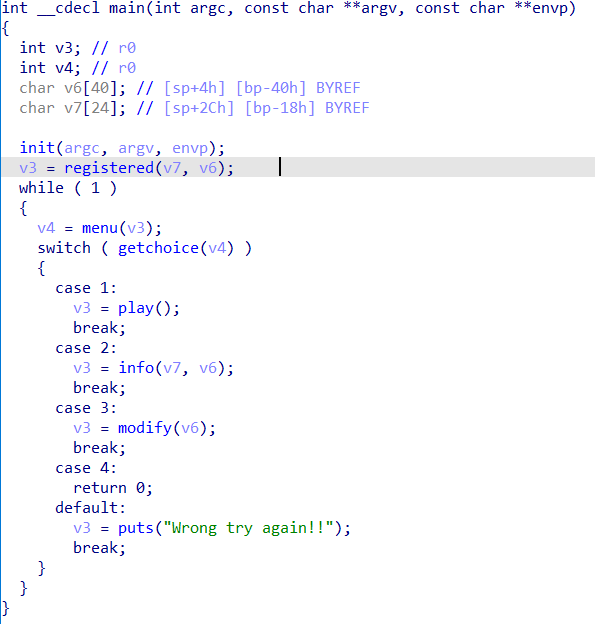 int __cdecl main(int argc, const char **argv, const char **envp)
{
  int v3; // r0
  int v4; // r0
  char v6[40]; // [sp+4h] [bp-40h] BYREF
  char v7[24]; // [sp+2Ch] [bp-18h] BYREF

  init(argc, argv, envp);
  v3 = registered(v7, v6);
  while ( 1 )
  {
    v4 = menu(v3);
    switch ( getchoice(v4) )
    {
      case 1:
        v3 = play();
        break;
      case 2:
        v3 = info(v7, v6);
        break;
      case 3:
        v3 = modify(v6);
        break;
      case 4:
        return 0;
      default:
        v3 = puts("Wrong try again!!");
        break;
    }
  }
}